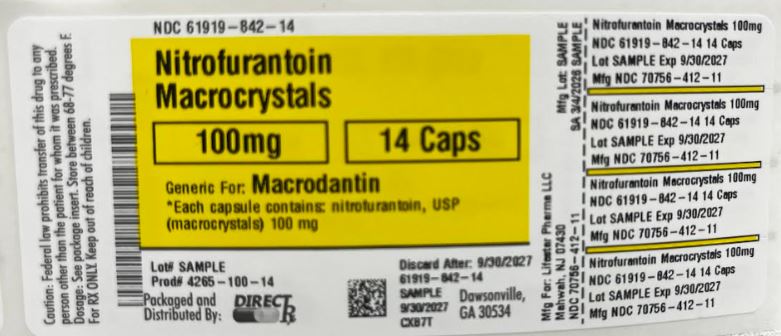 Caution: Federal law prohibits transfer of this drug to any
person other than the patient for whom it was prescribed.
Dosage: See package insert. Store between 68-77 degrees F.
For RX ONLY. Keep out of reach of children.
NDC 61919-842-14
Nitrofurantoin
Macrocrystals
100mg
14 Caps
Generic For: Macrodantin
*Each capsule contains: nitrofurantoin, USP
(macrocrystals) 100 mg
Lot# SAMPLE
Prod# 4265-100-14
Packaged and
Distributed By:
DIRECT Rx
Discard After: 9/30/2027
61919-842-14
SAMPLE
9/30/2027
CXB7T
Dawsonville,
GA 30534
Mfg For: Lifestar Pharma LLC
Mahwah, NJ 07430
NDC 70756-412-11
Mfg Lot: SAMPLE
SA 3/4/2026 SAMPLE
Nitrofurantoin Macrocrystals 100mg
NDC 61919-842-14 14 Caps
Lot SAMPLE Exp 9/30/2027
Mfg NDC 70756-412-11
Nitrofurantoin Macrocrystals 100mg
NDC 61919-842-14 14 Caps
Lot SAMPLE Exp 9/30/2027
Mfg NDC 70756-412-11
Nitrofurantoin Macrocrystals 100mg
NDC 61919-842-14 14 Caps
Lot SAMPLE Exp 9/30/2027
Mfg NDC 70756-412-11
Nitrofurantoin Macrocrystals 100mg
NDC 61919-842-14 14 Caps
Lot SAMPLE Exp 9/30/2027
Mfg NDC 70756-412-11